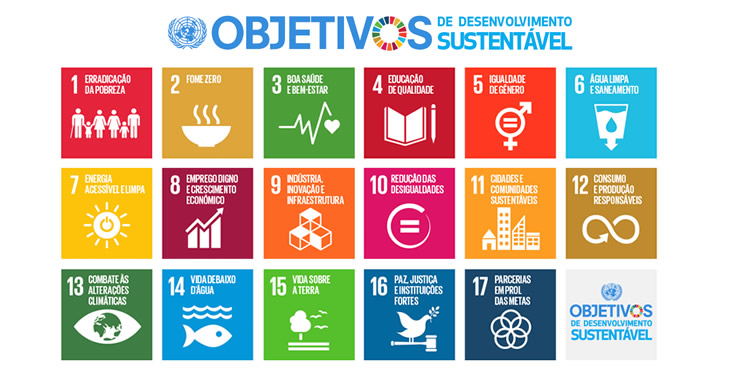 OBJETIVOS DE DESENVOLVIMENTO
SUSTENTÁVEL
1 ERRADICAÇÃO
DA POBREZA
2 FOME ZERO
3 BOA SAÚDE
E BEM-ESTAR
4 EDUCAÇÃO
DE QUALIDADE
5 IGUALDADE
DE GÊNERO
6 ÁGUA LIMPA
E SANEAMENTO
7 ENERGIA
ACESSÍVEL E LIMPA
8 EMPREGO DIGNO
E CRESCIMENTO
ECONÔMICO
9 INDÚSTRIA,
INOVAÇÃO E
INFRAESTRUTURA
10 REDUÇÃO DAS
DESIGUALDADES
11 CIDADES E
COMUNIDADES
SUSTENTÁVEIS
12 CONSUMO
E PRODUÇÃO
RESPONSÁVEIS
13 COMBATE ÀS
ALTERAÇÕES
CLIMÁTICAS
14 VIDA DEBAIXO
D'ÁGUA
15 VIDA SOBRE
A TERRA
16 PAZ, JUSTIÇA
E INSTITUIÇÕES
FORTES
17 PARCERIAS
EM PROL
DAS METAS
OBJETIVOS
DE DESENVOLVIMENTO
SUSTENTÁVEL